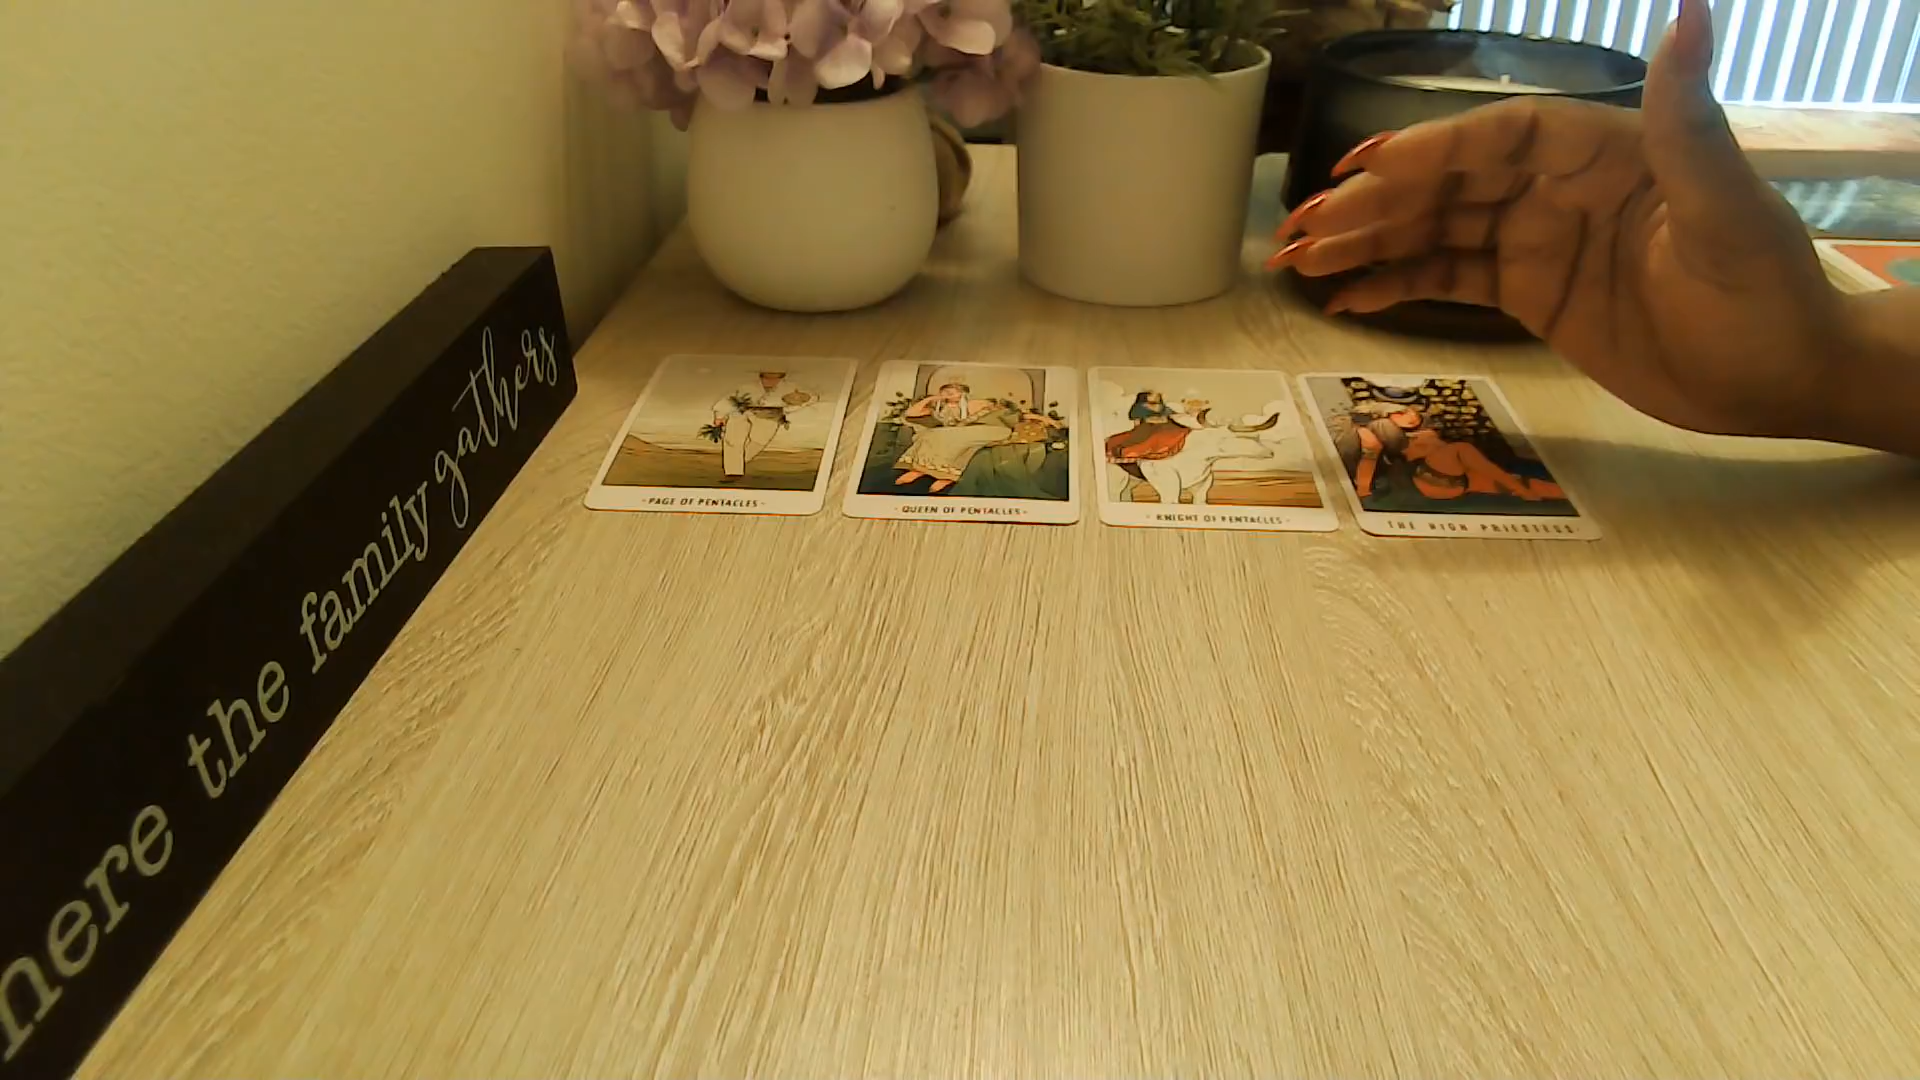 here the family gathers
· PAGE OF PENTACLES ·
· QUEEN OF PENTACLES ·
· KNIGHT OF PENTACLES ·
THE HIGH PRIESTESS